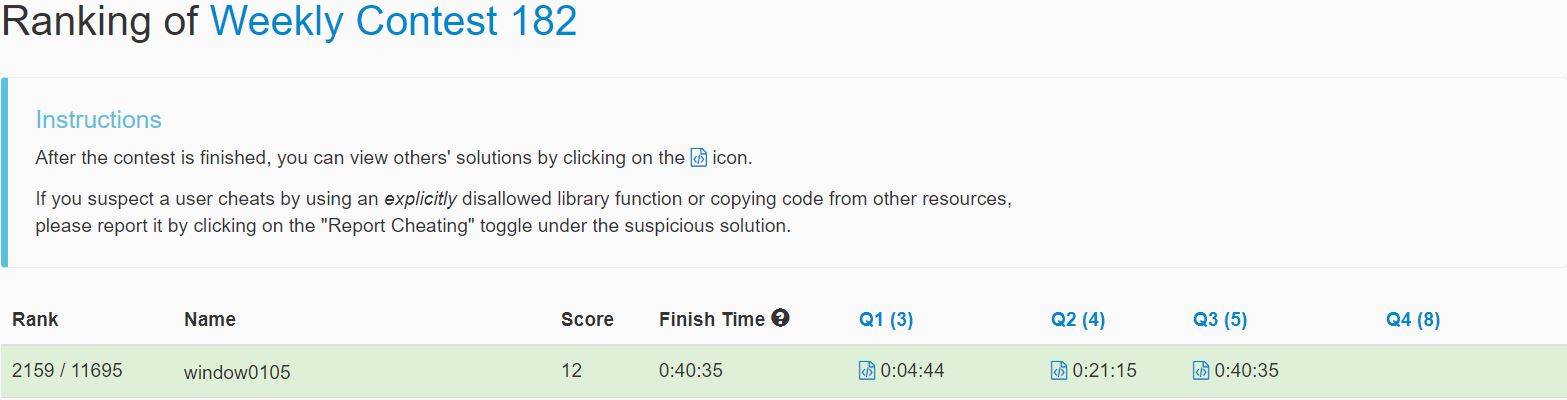 Ranking of Weekly Contest 182
Instructions
After the contest is finished, you can view others' solutions by clicking on the icon.
If you suspect a user cheats by using an explicitly disallowed library function or copying code from other resources,
please report it by clicking on the "Report Cheating" toggle under the suspicious solution.
Rank Name Score Finish Time Q1 (3) Q2 (4) Q3 (5) Q4 (8)
2159 / 11695 window0105 12 0:40:35 0:04:44 0:21:15 0:40:35